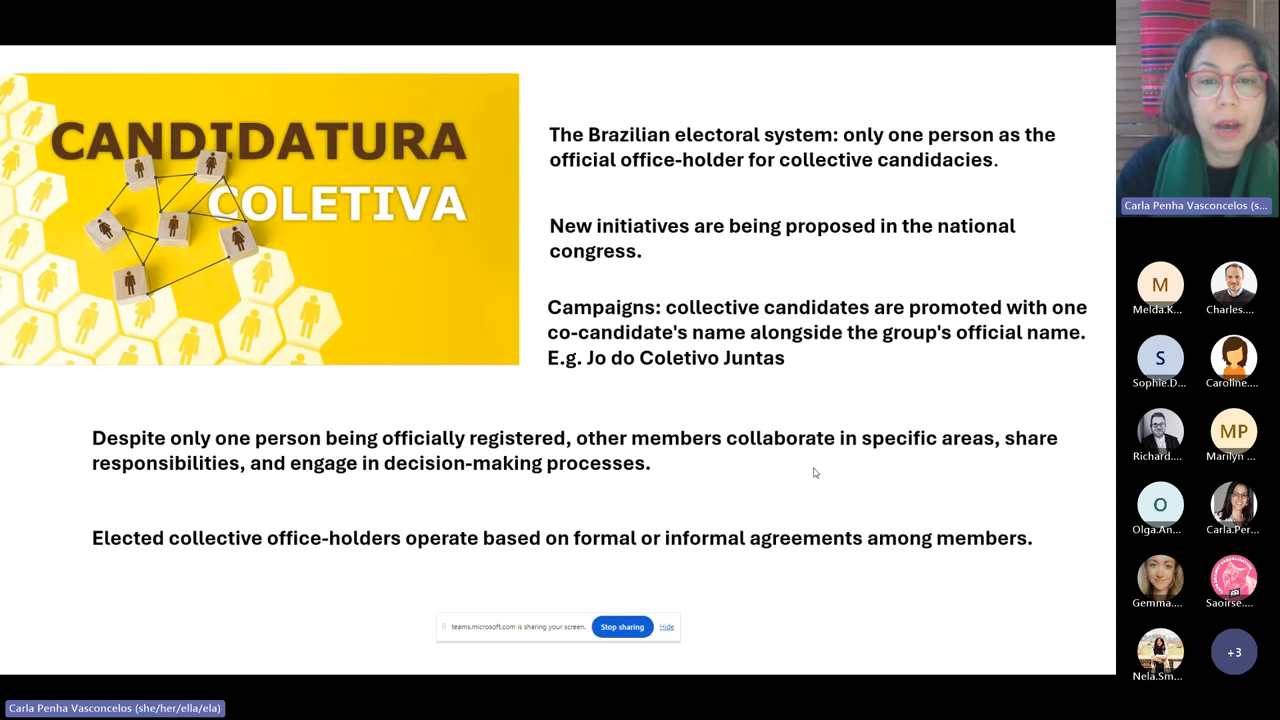 CANDIDATURA
COLETIVA
The Brazilian electoral system: only one person as the
official office-holder for collective candidacies.
New initiatives are being proposed in the national
congress.
Campaigns: collective candidates are promoted with one
co-candidate's name alongside the group's official name.
E.g. Jo do Coletivo Juntas
Despite only one person being officially registered, other members collaborate in specific areas, share
responsibilities, and engage in decision-making processes.
Elected collective office-holders operate based on formal or informal agreements among members.
teams.microsoft.com is sharing your screen. Stop sharing Hide
Carla Penha Vasconcelos (she/her/ella/ela)
Carla Penha Vasconcelos (s...
M
Melda.K... Charles....
S
Sophie.D... Caroline....
MP
Richard.... Marilyn ...
O
Olga.An... Carla.Per...
Gemma.... Saoirse....
Nela.Sm... +3